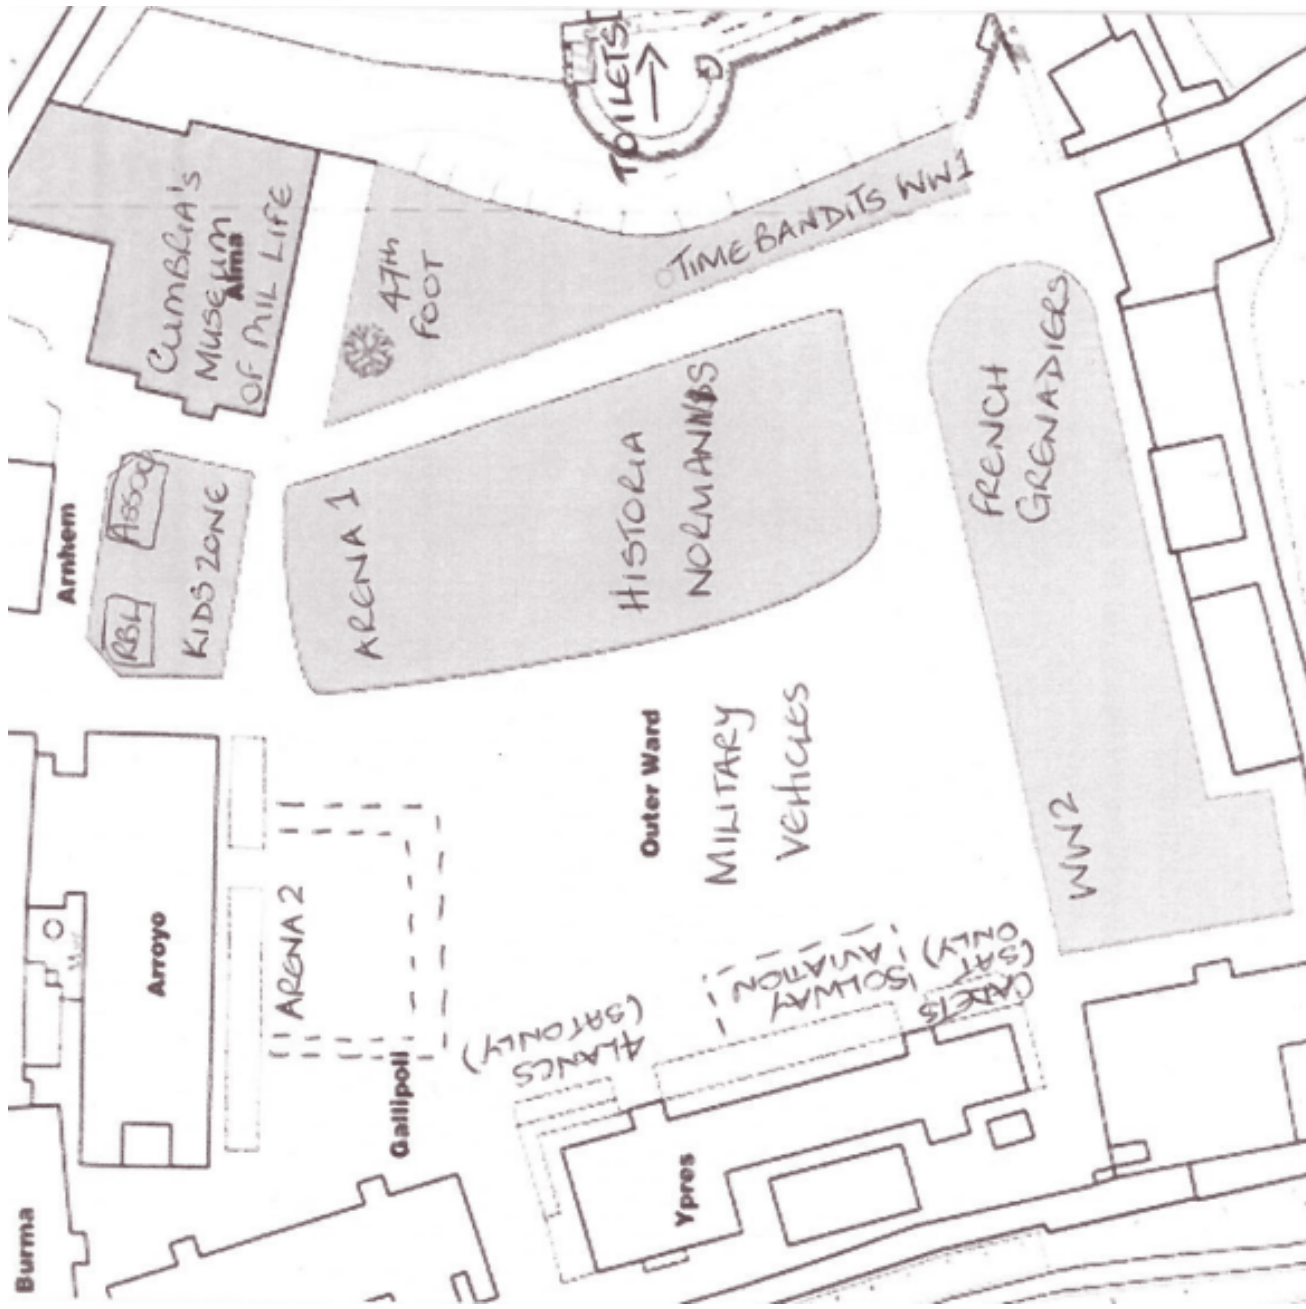 TOILETS
CUMBRIA'S
MUSEUM
Alma
OF MIL LIFE
47th
FOOT
TIME BANDITS WW1
Arnhem
ASSOC
RBL
KIDS ZONE
ARENA 1
HISTORIA
NORMANNIS
FRENCH
GRENADIERS
WW2
Outer Ward
MILITARY
VEHICLES
Arroyo
ARENA 2
Gallipoli
4LANCS
(SAT ONLY)
SOLWAY
AVIATION
CADETS
(SAT
ONLY)
Ypres
Burma